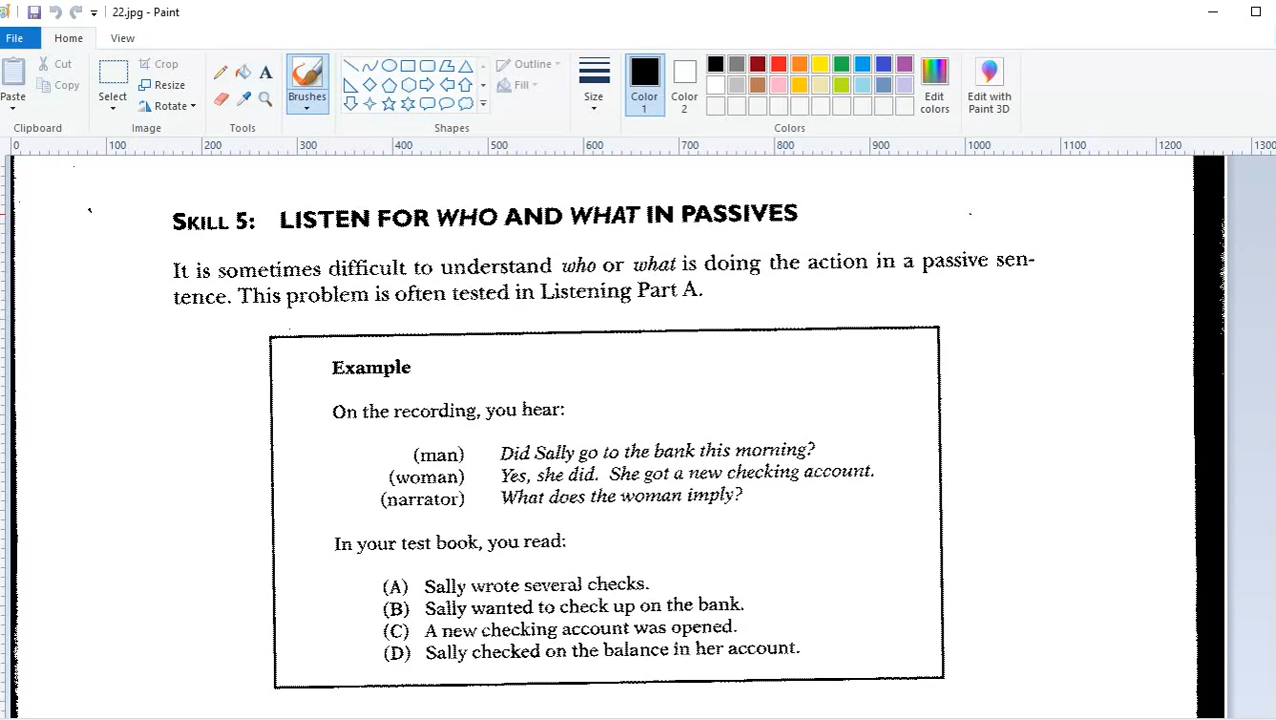 22.jpg - Paint
File Home View
Paste
Cut
Copy
Clipboard
Select
Crop
Resize
Rotate
Image
A
Tools
Brushes
Outline
Fill
Shapes
Size
Color 1
Color 2
Edit colors
Colors
Edit with Paint 3D
0 100 200 300 400 500 600 700 800 900 1000 1100 1200 1300
SKILL 5: LISTEN FOR WHO AND WHAT IN PASSIVES
It is sometimes difficult to understand who or what is doing the action in a passive sen-
tence. This problem is often tested in Listening Part A.
Example
On the recording, you hear:
(man) Did Sally go to the bank this morning?
(woman) Yes, she did. She got a new checking account.
(narrator) What does the woman imply?
In your test book, you read:
(A) Sally wrote several checks.
(B) Sally wanted to check up on the bank.
(C) A new checking account was opened.
(D) Sally checked on the balance in her account.